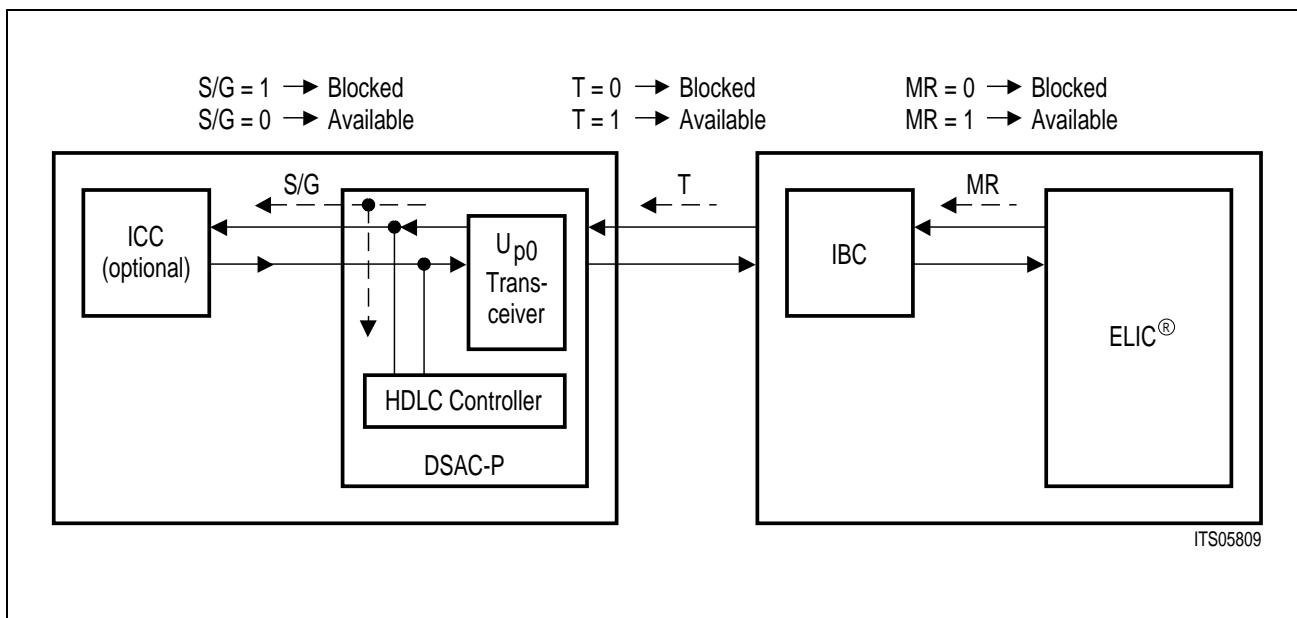 S/G = 1 → Blocked
S/G = 0 → Available
T = 0 → Blocked
T = 1 → Available
MR = 0 → Blocked
MR = 1 → Available
S/G
T
MR
ICC
(optional)
Up0
Trans-
ceiver
HDLC Controller
DSAC-P
IBC
ELIC®
ITS05809